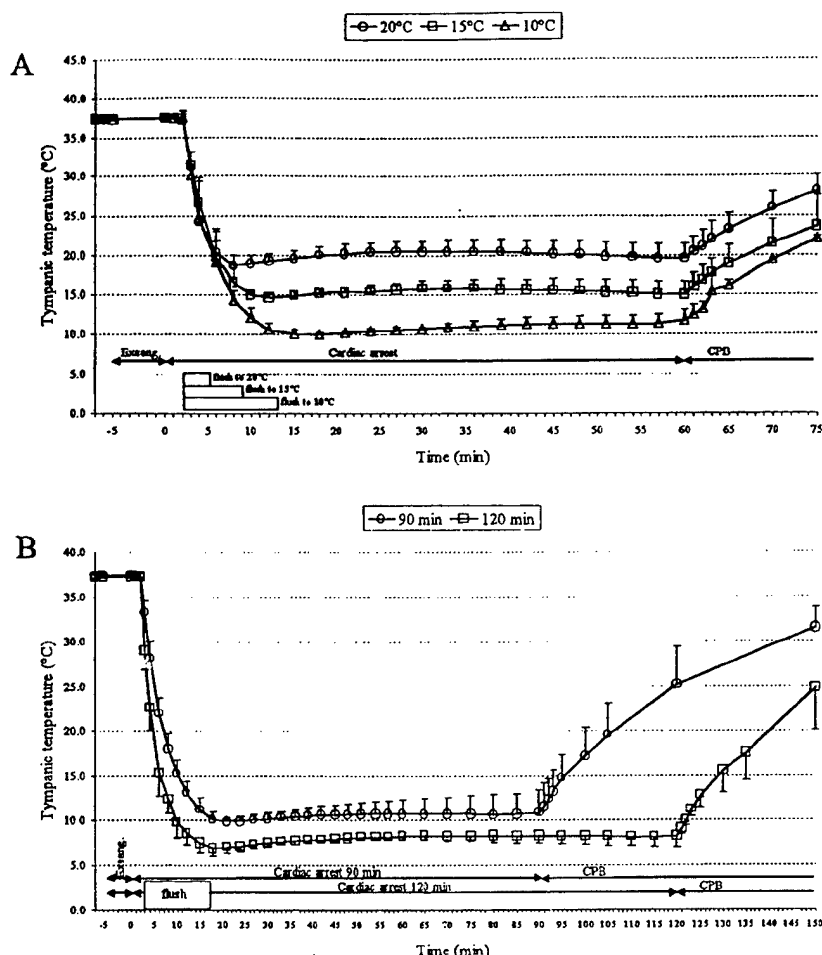 20°C 15°C 10°C
A
45.0
40.0
35.0
30.0
25.0
20.0
15.0
10.0
5.0
0.0
Tympanic temperature (°C)
Exsang.
Cardiac arrest
CPB
flush to 20°C
flush to 15°C
flush to 10°C
-5 0 5 10 15 20 25 30 35 40 45 50 55 60 65 70 75
Time (min)
90 min 120 min
B
40.0
35.0
30.0
25.0
20.0
15.0
10.0
5.0
0.0
Tympanic temperature (°C)
Exsang.
Cardiac arrest 90 min
CPB
flush
Cardiac arrest 120 min
CPB
-5 0 5 10 15 20 25 30 35 40 45 50 55 60 65 70 75 80 85 90 95 100 105 110 115 120 125 130 135 140 145 150
Time (min)